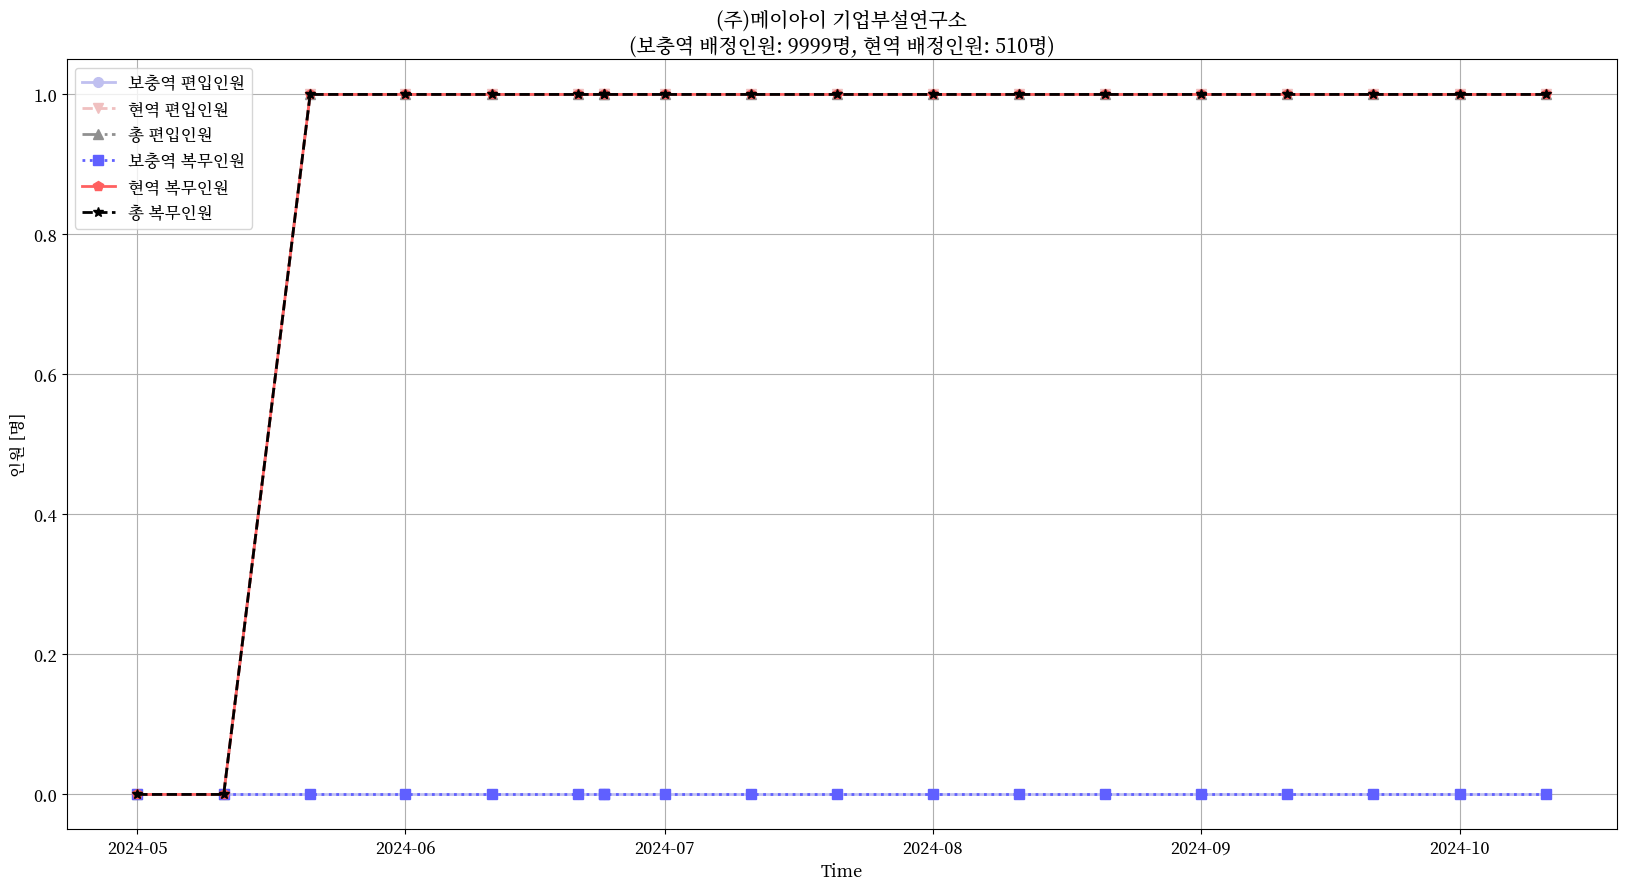 (주)메이아이 기업부설연구소
(보충역 배정인원: 9999명, 현역 배정인원: 510명)
보충역 편입인원
현역 편입인원
총 편입인원
보충역 복무인원
현역 복무인원
총 복무인원
1.0
0.8
0.6
0.4
0.2
0.0
인원 [명]
2024-05
2024-06
2024-07
2024-08
2024-09
2024-10
Time